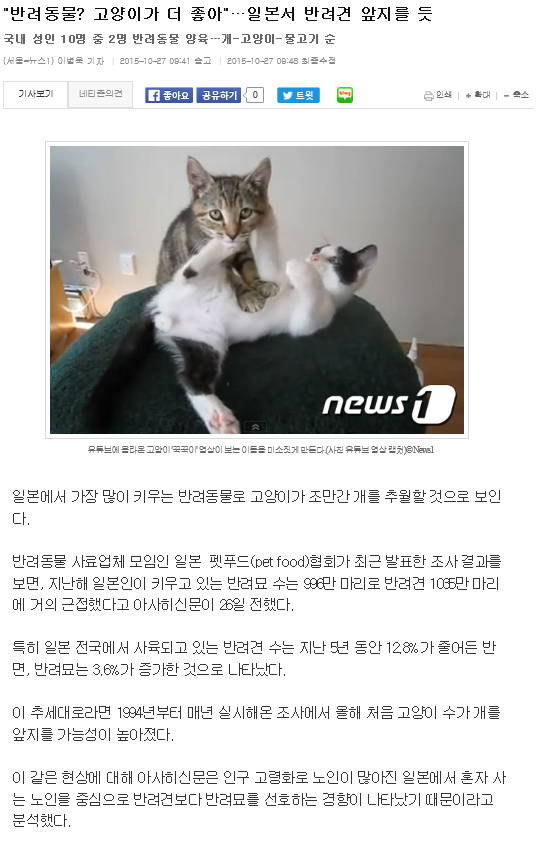 "반려동물? 고양이가 더 좋아"…일본서 반려견 앞지를 듯
국내 성인 10명 중 2명 반려동물 양육…개-고양이-물고기 순
(서울=뉴스1) 이병욱 기자 | 2015-10-27 09:41 송고 | 2015-10-27 09:48 최종수정
기사보기 네티즌의견 좋아요 공유하기 0 트윗 인쇄 | + 확대 | - 축소
news1
유튜브에 올라온 고양이 '꾹꾹이' 영상이 보는 이들을 미소짓게 만든다.(사진 유튜브 영상 캡처)© News1
일본에서 가장 많이 키우는 반려동물로 고양이가 조만간 개를 추월할 것으로 보인
다.
반려동물 사료업체 모임인 일본 펫푸드(pet food)협회가 최근 발표한 조사 결과를
보면, 지난해 일본인이 키우고 있는 반려묘 수는 996만 마리로 반려견 1035만 마리
에 거의 근접했다고 아사히신문이 26일 전했다.
특히 일본 전국에서 사육되고 있는 반려견 수는 지난 5년 동안 12.8%가 줄어든 반
면, 반려묘는 3.6%가 증가한 것으로 나타났다.
이 추세대로라면 1994년부터 매년 실시해온 조사에서 올해 처음 고양이 수가 개를
앞지를 가능성이 높아졌다.
이 같은 현상에 대해 아사히신문은 인구 고령화로 노인이 많아진 일본에서 혼자 사
는 노인을 중심으로 반려견보다 반려묘를 선호하는 경향이 나타났기 때문이라고
분석했다.